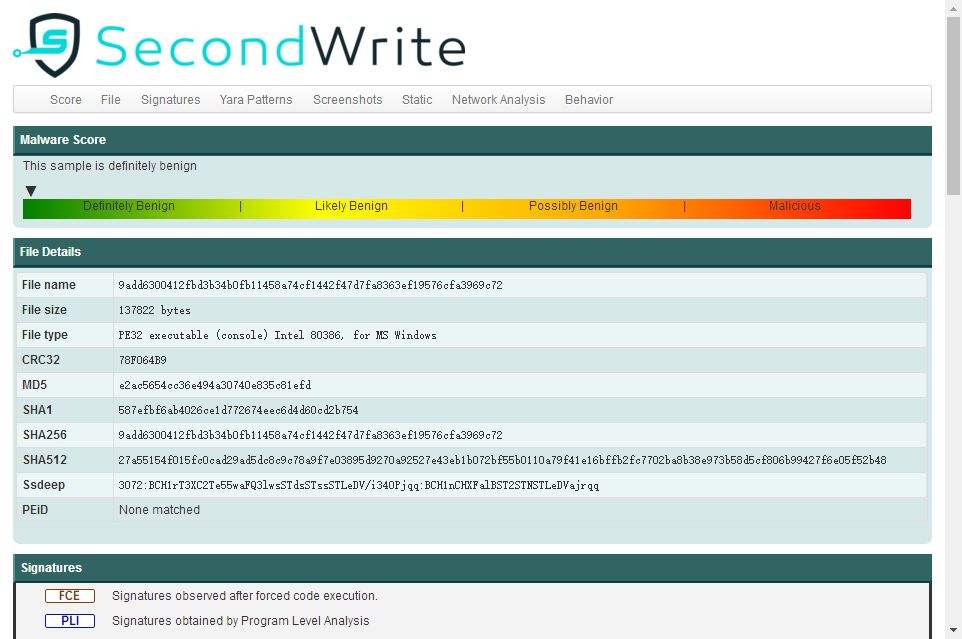 SecondWrite
Score File Signatures Yara Patterns Screenshots Static Network Analysis Behavior
Malware Score
This sample is definitely benign
Definitely Benign | Likely Benign | Possibly Benign | Malicious
File Details
File name 9add6300412fbd3b34b0fb11458a74cf1442f47d7fa8363ef19576cfa3969c72
File size 137822 bytes
File type PE32 executable (console) Intel 80386, for MS Windows
CRC32 78F064B9
MD5 e2ac5654cc36e494a30740e835c81efd
SHA1 587efbf6ab4026ce1d772674eec6d4d60cd2b754
SHA256 9add6300412fbd3b34b0fb11458a74cf1442f47d7fa8363ef19576cfa3969c72
SHA512 27a55154f015fc0cad29ad5dc8c9c78a9f7e03895d9270a92527e43eb1b072bf55b0110a79f41e16bffb2fc7702ba8b38e973b58d5cf806b99427f6e05f52b48
Ssdeep 3072:BCH1rT3XC2Te55waFQ3lwsSTdsSTssSTLeDV/i34OPjqq:BCH1nCHXFalBST2STNSTLeDVajrqq
PEiD None matched
Signatures
FCE Signatures observed after forced code execution.
PLI Signatures obtained by Program Level Analysis